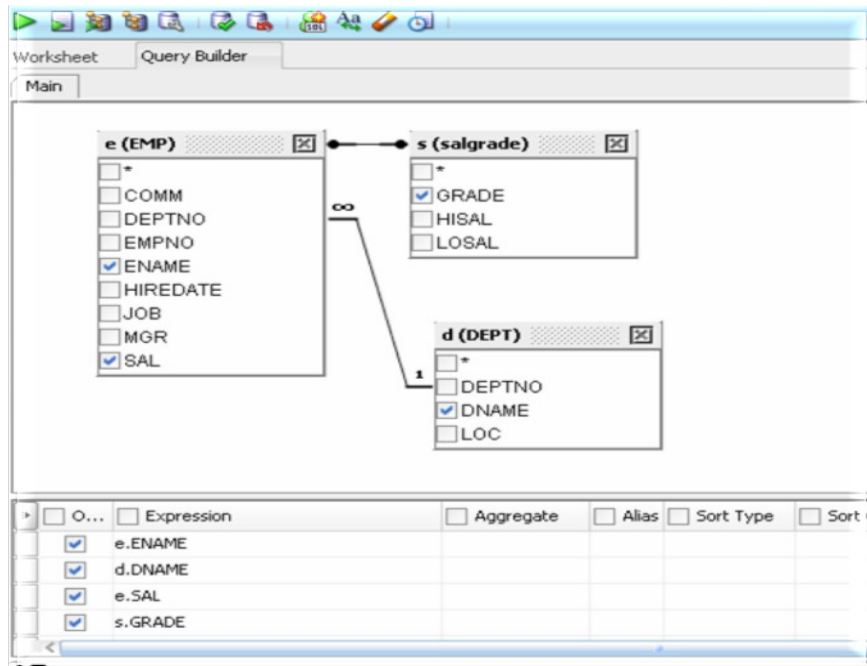 Worksheet Query Builder
Main
e (EMP)
*
COMM
DEPTNO
EMPNO
ENAME
HIREDATE
JOB
MGR
SAL
s (salgrade)
*
GRADE
HISAL
LOSAL
∞
1
d (DEPT)
*
DEPTNO
DNAME
LOC
O... Expression Aggregate Alias Sort Type Sort
e.ENAME
d.DNAME
e.SAL
s.GRADE